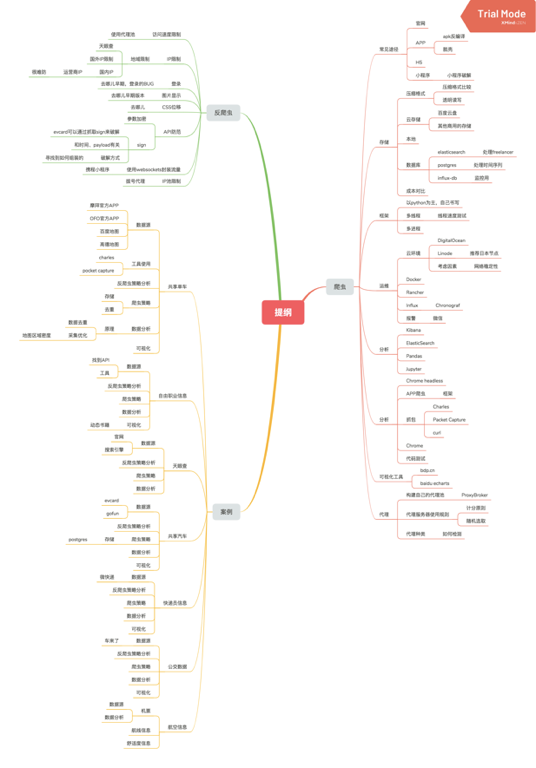 Trial Mode
XMind:ZEN
提纲
反爬虫
使用代理池 访问速度限制
天眼查
国外IP限制 地域限制 IP限制
很难防 运营商IP 国内IP
去哪儿早期,登录的BUG 登录
去哪儿早期版本 图片显示
去哪儿 CSS位移
参数加密
API防范
evcard可以通过抓取sign来破解
和时间、payload有关 sign
寻找到如何组装的 破解方式
携程小程序 使用websockets封装流量
拨号代理 IP池限制
案例
摩拜官方APP
OFO官方APP
数据源
百度地图
高德地图
charles
工具使用
pocket capture
反爬虫策略分析 共享单车
存储
爬虫策略
去重
数据去重
原理 数据分析
地图区域密度 采集优化
可视化
找到API
数据源
工具
反爬虫策略分析
爬虫策略 自由职业信息
数据分析
动态书籍 可视化
官网
数据源
搜索引擎
反爬虫策略分析 天眼查
爬虫策略
数据分析
evcard
数据源
gofun
反爬虫策略分析
共享汽车
postgres 存储 爬虫策略
数据分析
可视化
微快递 数据源
反爬虫策略分析
爬虫策略 快递员信息
数据分析
可视化
车来了 数据源
反爬虫策略分析
爬虫策略 公交数据
数据分析
可视化
数据源
机票
数据分析
航空信息
航线信息
舒适度信息
爬虫
常见途径
官网
APP
apk反编译
脱壳
H5
小程序 小程序破解
存储
压缩格式
压缩格式比较
透明读写
云存储
百度云盘
其他商用的存储
本地
数据库
elasticsearch 处理freelancer
postgres 处理时间序列
influx-db 监控用
成本对比
框架
以python为主,自己书写
多线程 线程速度尝试
多进程
运维
云环境
DigitalOcean
Linode 推荐日本节点
考虑因素 网络稳定性
Docker
Rancher
influx Chronograf
报警 微信
分析
Kibana
ElasticSearch
Pandas
Jupyter
分析
Chrome headless
APP爬虫 框架
抓包
Charles
Packet Capture
curl
Chrome
代码调试
可视化工具
bdp.cn
baidu echarts
代理
构建自己的代理池 ProxyBroker
代理服务器使用规则
计分原则
随机选取
代理种类 如何检验